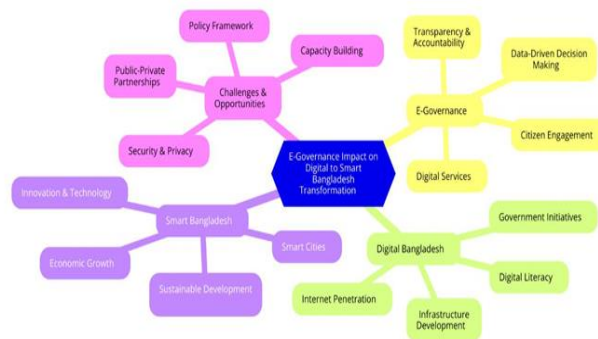 Policy Framework
Capacity Building
Public-Private
Partnerships
Challenges &
Opportunities
Security & Privacy
Transparency &
Accountability
Data-Driven Decision
Making
E-Governance
Citizen Engagement
Digital Services
E-Governance Impact on
Digital to Smart
Bangladesh
Transformation
Innovation & Technology
Smart Bangladesh
Smart Cities
Economic Growth
Sustainable Development
Government Initiatives
Digital Bangladesh
Digital Literacy
Internet Penetration
Infrastructure
Development